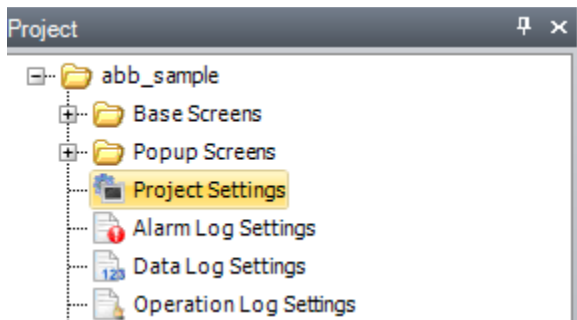 Project
abb_sample
Base Screens
Popup Screens
Project Settings
Alarm Log Settings
Data Log Settings
Operation Log Settings